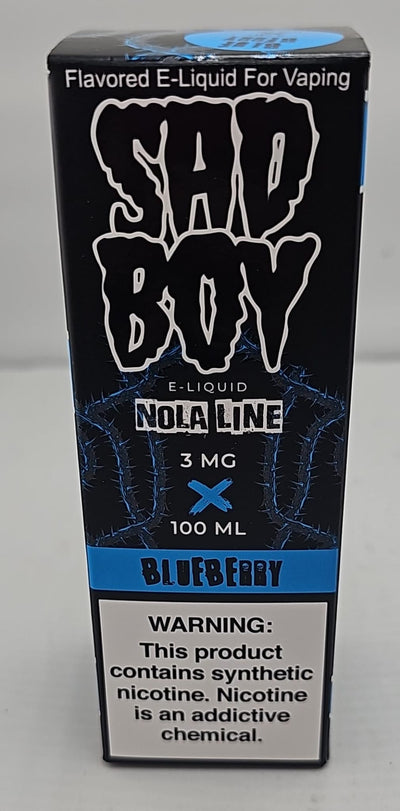 Flavored E-Liquid For Vaping
SAD
BOY
E-LIQUID
NOLA LINE
3 MG
X
100 ML
BLUEBERRY
WARNING:
This product
contains synthetic
nicotine. Nicotine
is an addictive
chemical.